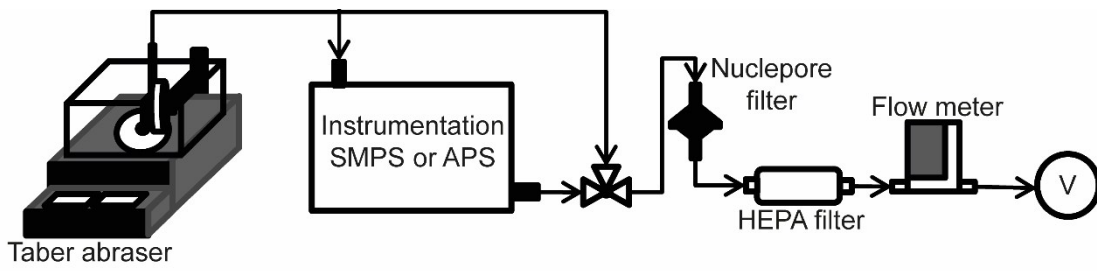 Taber abraser
Instrumentation
SMPS or APS
Nuclepore
filter
HEPA filter
Flow meter
V